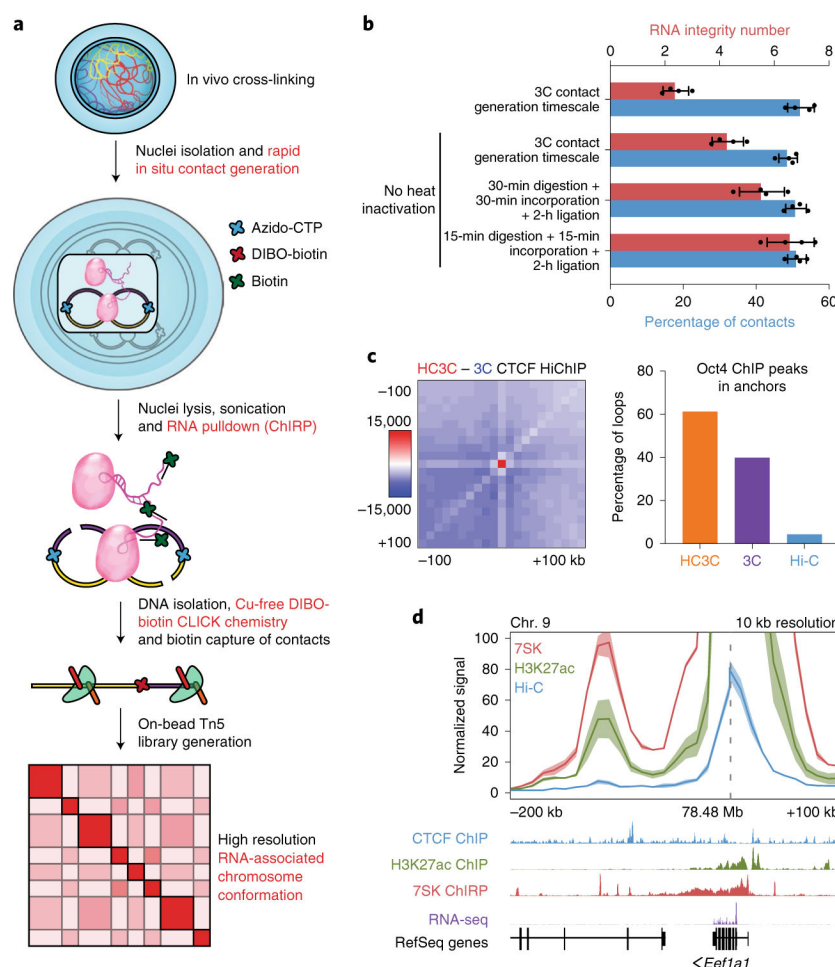 a
In vivo cross-linking
Nuclei isolation and rapid
in situ contact generation
Azido-CTP
DIBO-biotin
Biotin
Nuclei lysis, sonication
and RNA pulldown (ChIRP)
DNA isolation, Cu-free DIBO-
biotin CLICK chemistry
and biotin capture of contacts
On-bead Tn5
library generation
High resolution
RNA-associated
chromosome
conformation
b
RNA integrity number
0 2 4 6 8
3C contact
generation timescale
3C contact
generation timescale
No heat
inactivation
30-min digestion +
30-min incorporation
+ 2-h ligation
15-min digestion + 15-min
incorporation +
2-h ligation
0 20 40 60
Percentage of contacts
c
HC3C – 3C CTCF HiChIP
–100
15,000
–15,000
+100
–100 +100 kb
Oct4 ChIP peaks
in anchors
Percentage of loops
80
60
40
20
0
HC3C 3C Hi-C
d
Chr. 9 10 kb resolution
7SK
H3K27ac
Hi-C
Normalized signal
100
80
60
40
20
0
–200 kb 78.48 Mb +100 kb
CTCF ChIP
H3K27ac ChIP
7SK ChIRP
RNA-seq
RefSeq genes
<Eef1a1